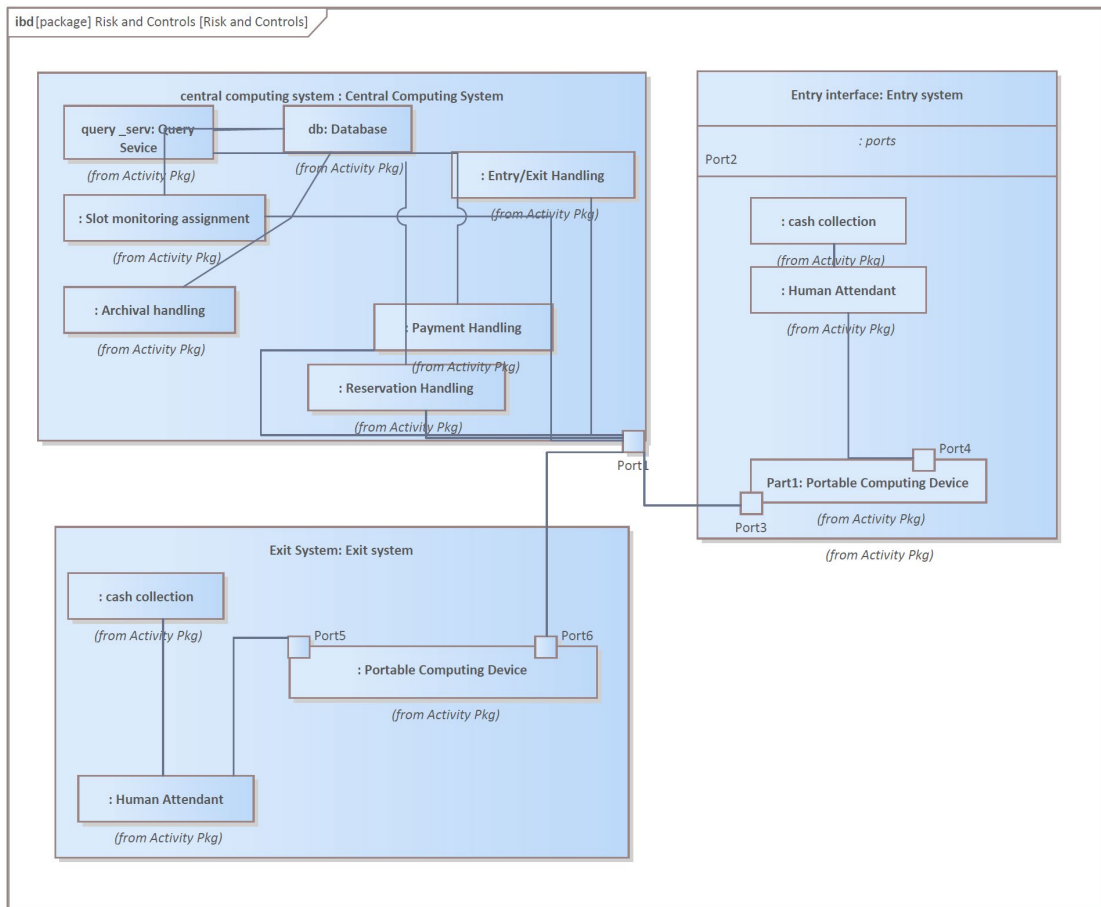 ibd [package] Risk and Controls [Risk and Controls]
central computing system : Central Computing System
query _serv: Query
Sevice
(from Activity Pkg)
db: Database
(from Activity Pkg)
: Entry/Exit Handling
(from Activity Pkg)
: Slot monitoring assignment
(from Activity Pkg)
: Archival handling
(from Activity Pkg)
: Payment Handling
(from Activity Pkg)
: Reservation Handling
(from Activity Pkg)
Port1
Entry interface: Entry system
: ports
Port2
: cash collection
(from Activity Pkg)
: Human Attendant
(from Activity Pkg)
Port4
Part1: Portable Computing Device
(from Activity Pkg)
Port3
(from Activity Pkg)
Exit System: Exit system
: cash collection
(from Activity Pkg)
Port5
Port6
: Portable Computing Device
(from Activity Pkg)
: Human Attendant
(from Activity Pkg)